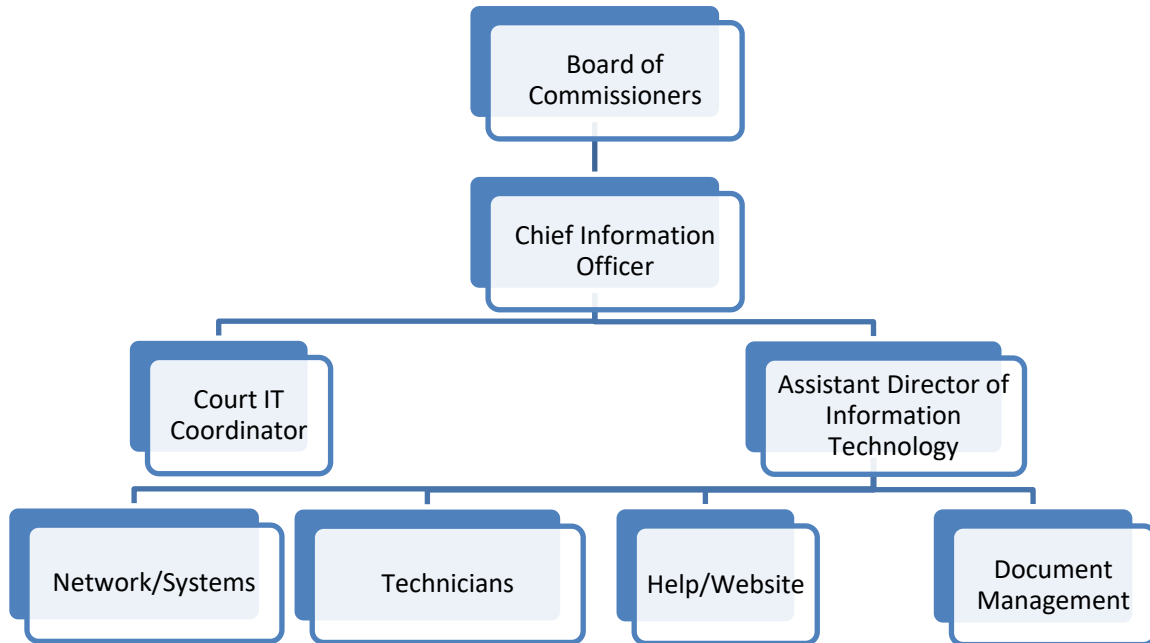 Board of
Commissioners
Chief Information
Officer
Court IT
Coordinator
Assistant Director of
Information
Technology
Network/Systems
Technicians
Help/Website
Document
Management